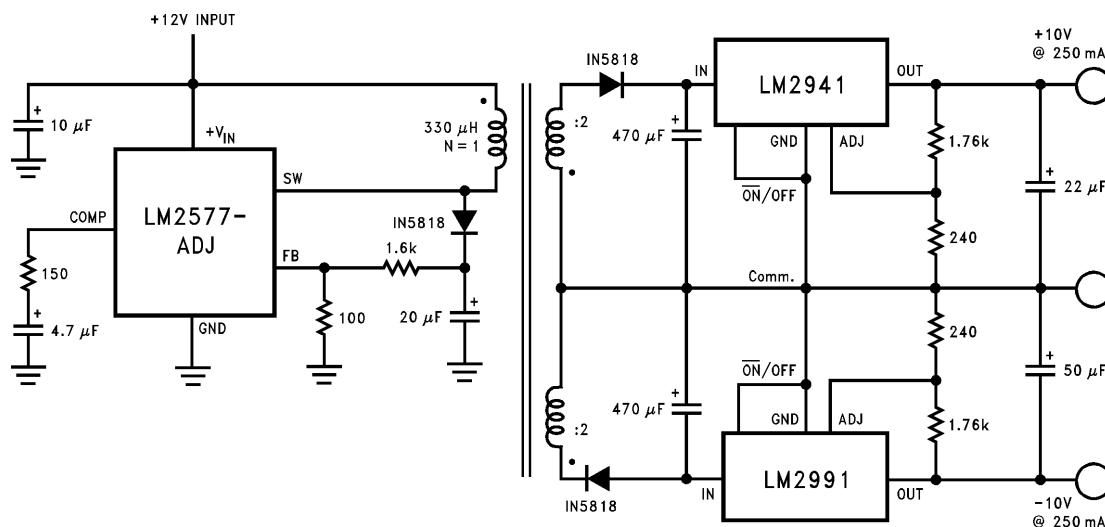 +12V INPUT
10 μF
+
+VIN
330 μH
N = 1
SW
LM2577-
ADJ
COMP
150
+
4.7 μF
GND
FB
IN5818
1.6k
100
20 μF
+
IN5818
:2
470 μF
+
IN
LM2941
OUT
GND
ADJ
ON/OFF
1.76k
240
+
22 μF
+10V
@ 250 mA
Comm.
:2
IN5818
470 μF
+
ON/OFF
GND
ADJ
IN
LM2991
OUT
240
1.76k
+
50 μF
−10V
@ 250 mA